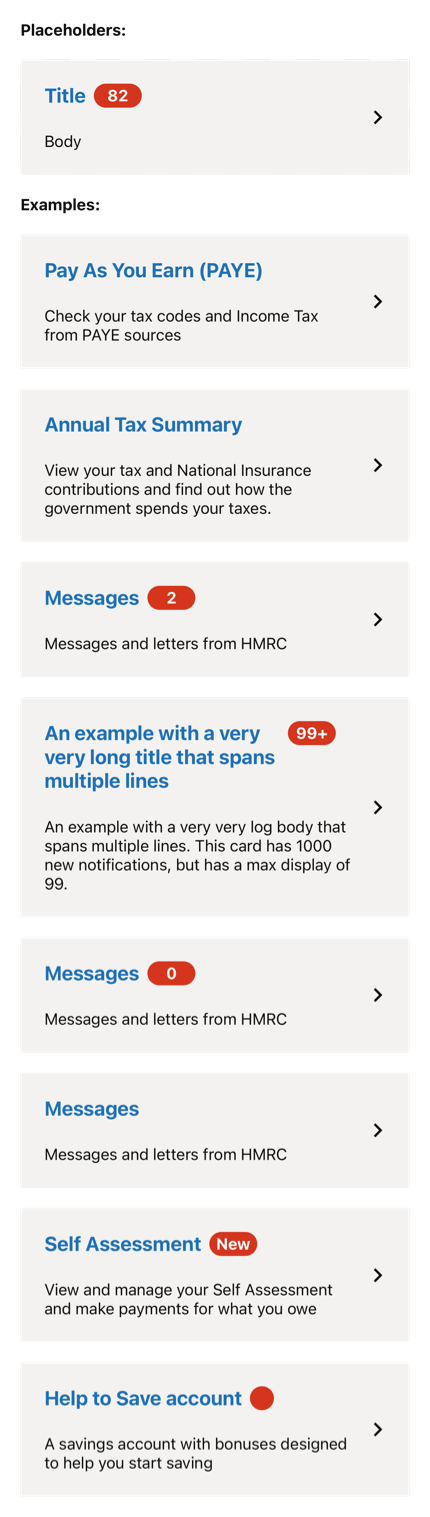 Placeholders:
Title 82
Body
Examples:
Pay As You Earn (PAYE)
Check your tax codes and Income Tax
from PAYE sources
Annual Tax Summary
View your tax and National Insurance
contributions and find out how the
government spends your taxes.
Messages 2
Messages and letters from HMRC
An example with a very 99+
very long title that spans
multiple lines
An example with a very very log body that
spans multiple lines. This card has 1000
new notifications, but has a max display of
99.
Messages 0
Messages and letters from HMRC
Messages
Messages and letters from HMRC
Self Assessment New
View and manage your Self Assessment
and make payments for what you owe
Help to Save account
A savings account with bonuses designed
to help you start saving